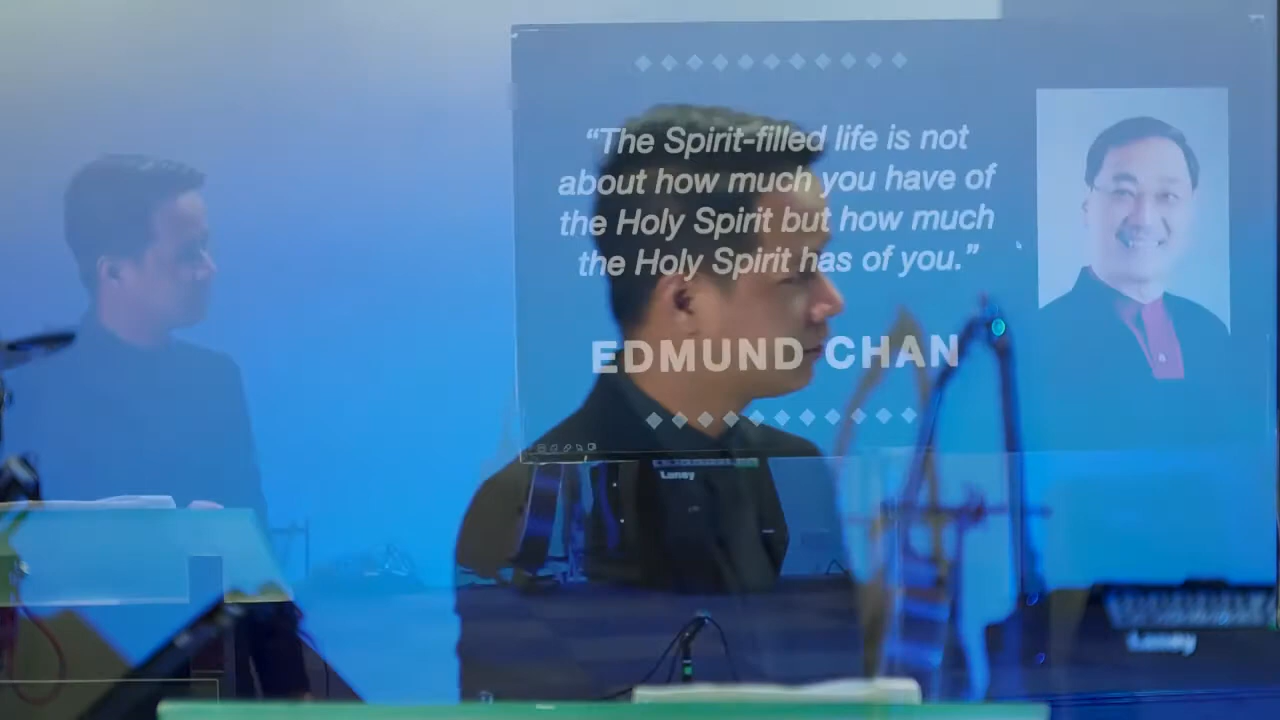 “The Spirit-filled life is not
about how much you have of
the Holy Spirit but how much
the Holy Spirit has of you.”
EDMUND CHAN
Laney
Laney